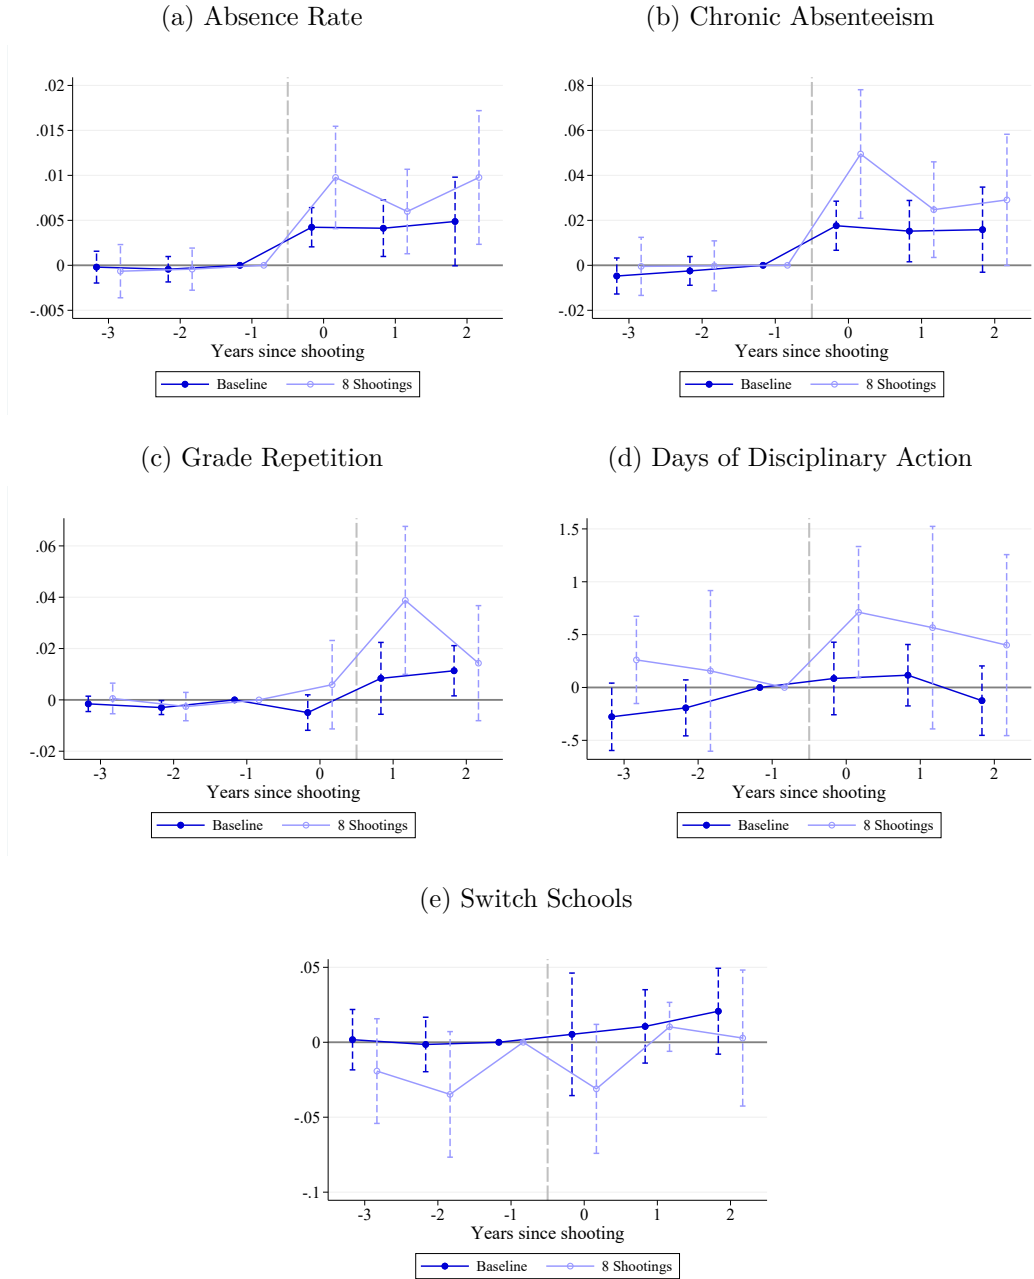 (a) Absence Rate
.02
.015
.01
.005
0
-.005
-3 -2 -1 0 1 2
Years since shooting
Baseline 8 Shootings
(b) Chronic Absenteeism
.08
.06
.04
.02
0
-.02
-3 -2 -1 0 1 2
Years since shooting
Baseline 8 Shootings
(c) Grade Repetition
.06
.04
.02
0
-.02
-3 -2 -1 0 1 2
Years since shooting
Baseline 8 Shootings
(d) Days of Disciplinary Action
1.5
1
.5
0
-.5
-3 -2 -1 0 1 2
Years since shooting
Baseline 8 Shootings
(e) Switch Schools
.05
0
-.05
-.1
-3 -2 -1 0 1 2
Years since shooting
Baseline 8 Shootings